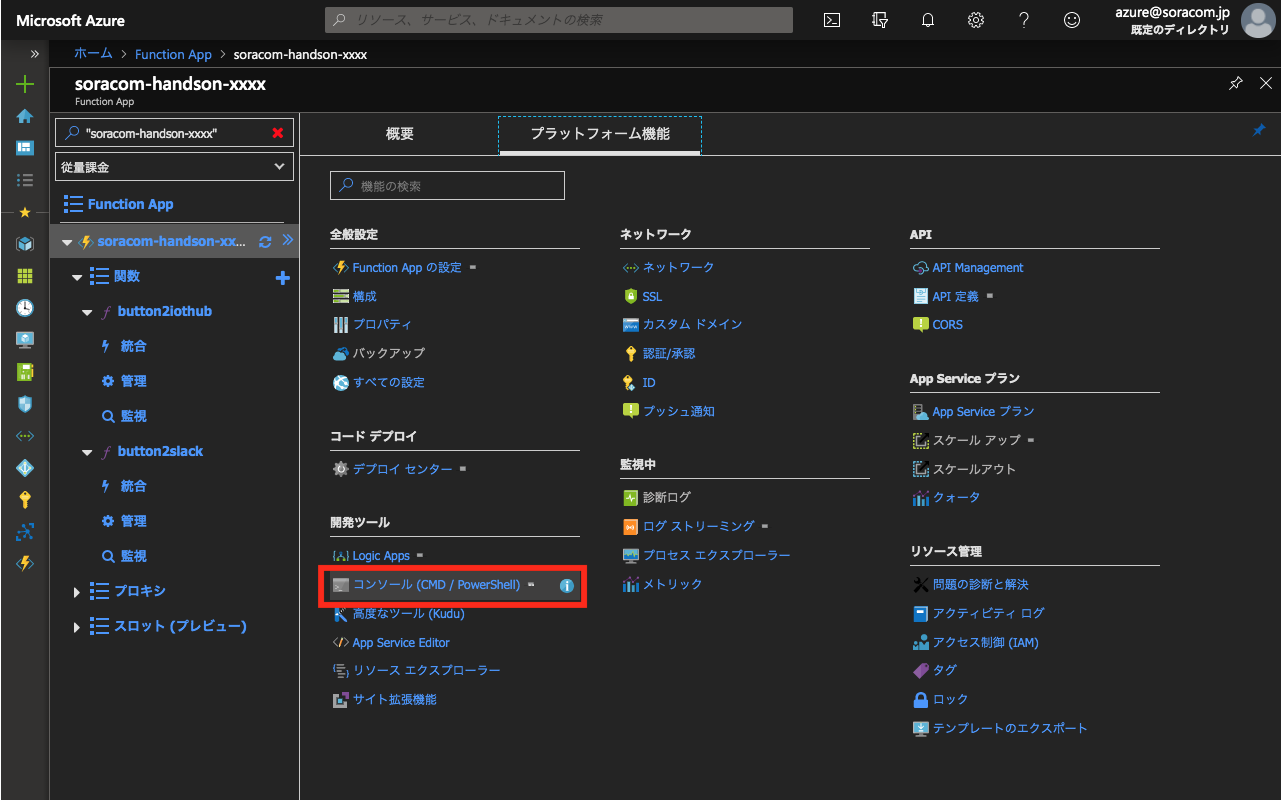 Microsoft Azure
リソース、サービス、ドキュメントの検索
azure@soracom.jp
既定のディレクトリ
ホーム > Function App > soracom-handson-xxxx
soracom-handson-xxxx
Function App
"soracom-handson-xxxx"
従量課金
Function App
soracom-handson-xx...
関数
button2iothub
統合
管理
監視
button2slack
統合
管理
監視
プロキシ
スロット (プレビュー)
概要
プラットフォーム機能
機能の検索
全般設定
Function App の設定
構成
プロパティ
バックアップ
すべての設定
コード デプロイ
デプロイ センター
開発ツール
Logic Apps
コンソール (CMD / PowerShell)
高度なツール (Kudu)
App Service Editor
リソース エクスプローラー
サイト拡張機能
ネットワーク
ネットワーク
SSL
カスタム ドメイン
認証/承認
ID
プッシュ通知
監視中
診断ログ
ログ ストリーミング
プロセス エクスプローラー
メトリック
API
API Management
API 定義
CORS
App Service プラン
App Service プラン
スケール アップ
スケールアウト
クォータ
リソース管理
問題の診断と解決
アクティビティ ログ
アクセス制御 (IAM)
タグ
ロック
テンプレートのエクスポート